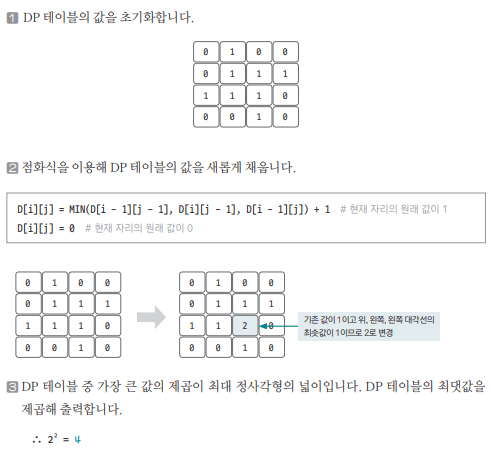 1 DP 테이블의 값을 초기화합니다.
0 1 0 0
0 1 1 1
1 1 1 0
0 0 1 0
2 점화식을 이용해 DP 테이블의 값을 새롭게 채웁니다.
D[i][j] = MIN(D[i - 1][j - 1], D[i][j - 1], D[i - 1][j]) + 1 # 현재 자리의 원래 값이 1
D[i][j] = 0 # 현재 자리의 원래 값이 0
0 1 0 0
0 1 1 1
1 1 1 0
0 0 1 0
0 1 0 0
0 1 1 1
1 1 2 0
0 0 1 0
기존 값이 1이고 위, 왼쪽, 왼쪽 대각선의
최솟값이 1이므로 2로 변경
3 DP 테이블 중 가장 큰 값의 제곱이 최대 정사각형의 넓이입니다. DP 테이블의 최댓값을
제곱해 출력합니다.
∴ 2² = 4